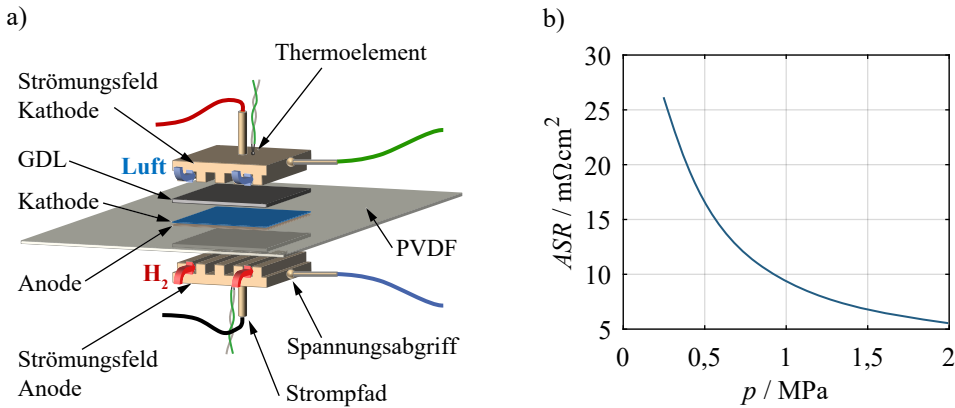 a)
Thermoelement
Strömungsfeld
Kathode
GDL
Luft
Kathode
PVDF
Anode
H₂
Strömungsfeld
Anode
Spannungsabgriff
Strompfad
b)
ASR / mΩcm²
30
25
20
15
10
5
0
0,5
1
1,5
2
p / MPa